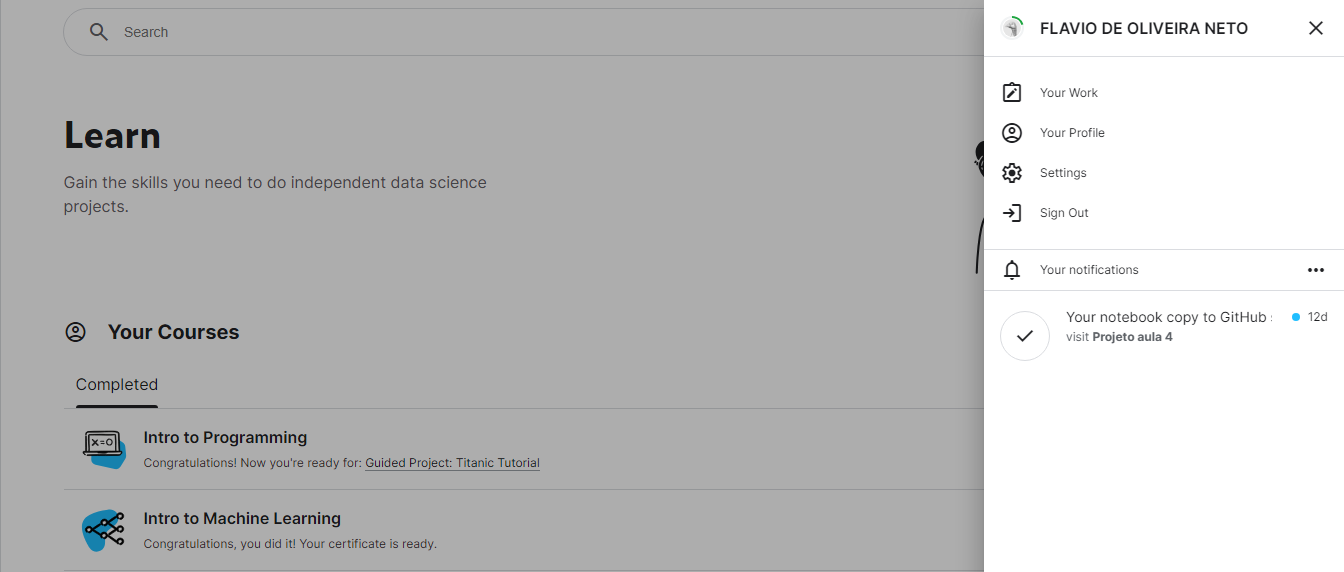 Search
Learn
Gain the skills you need to do independent data science
projects.
Your Courses
Completed
x=0
Intro to Programming
Congratulations! Now you're ready for: Guided Project: Titanic Tutorial
Intro to Machine Learning
Congratulations, you did it! Your certificate is ready.
FLAVIO DE OLIVEIRA NETO
Your Work
Your Profile
Settings
Sign Out
Your notifications
Your notebook copy to GitHub
12d
visit Projeto aula 4